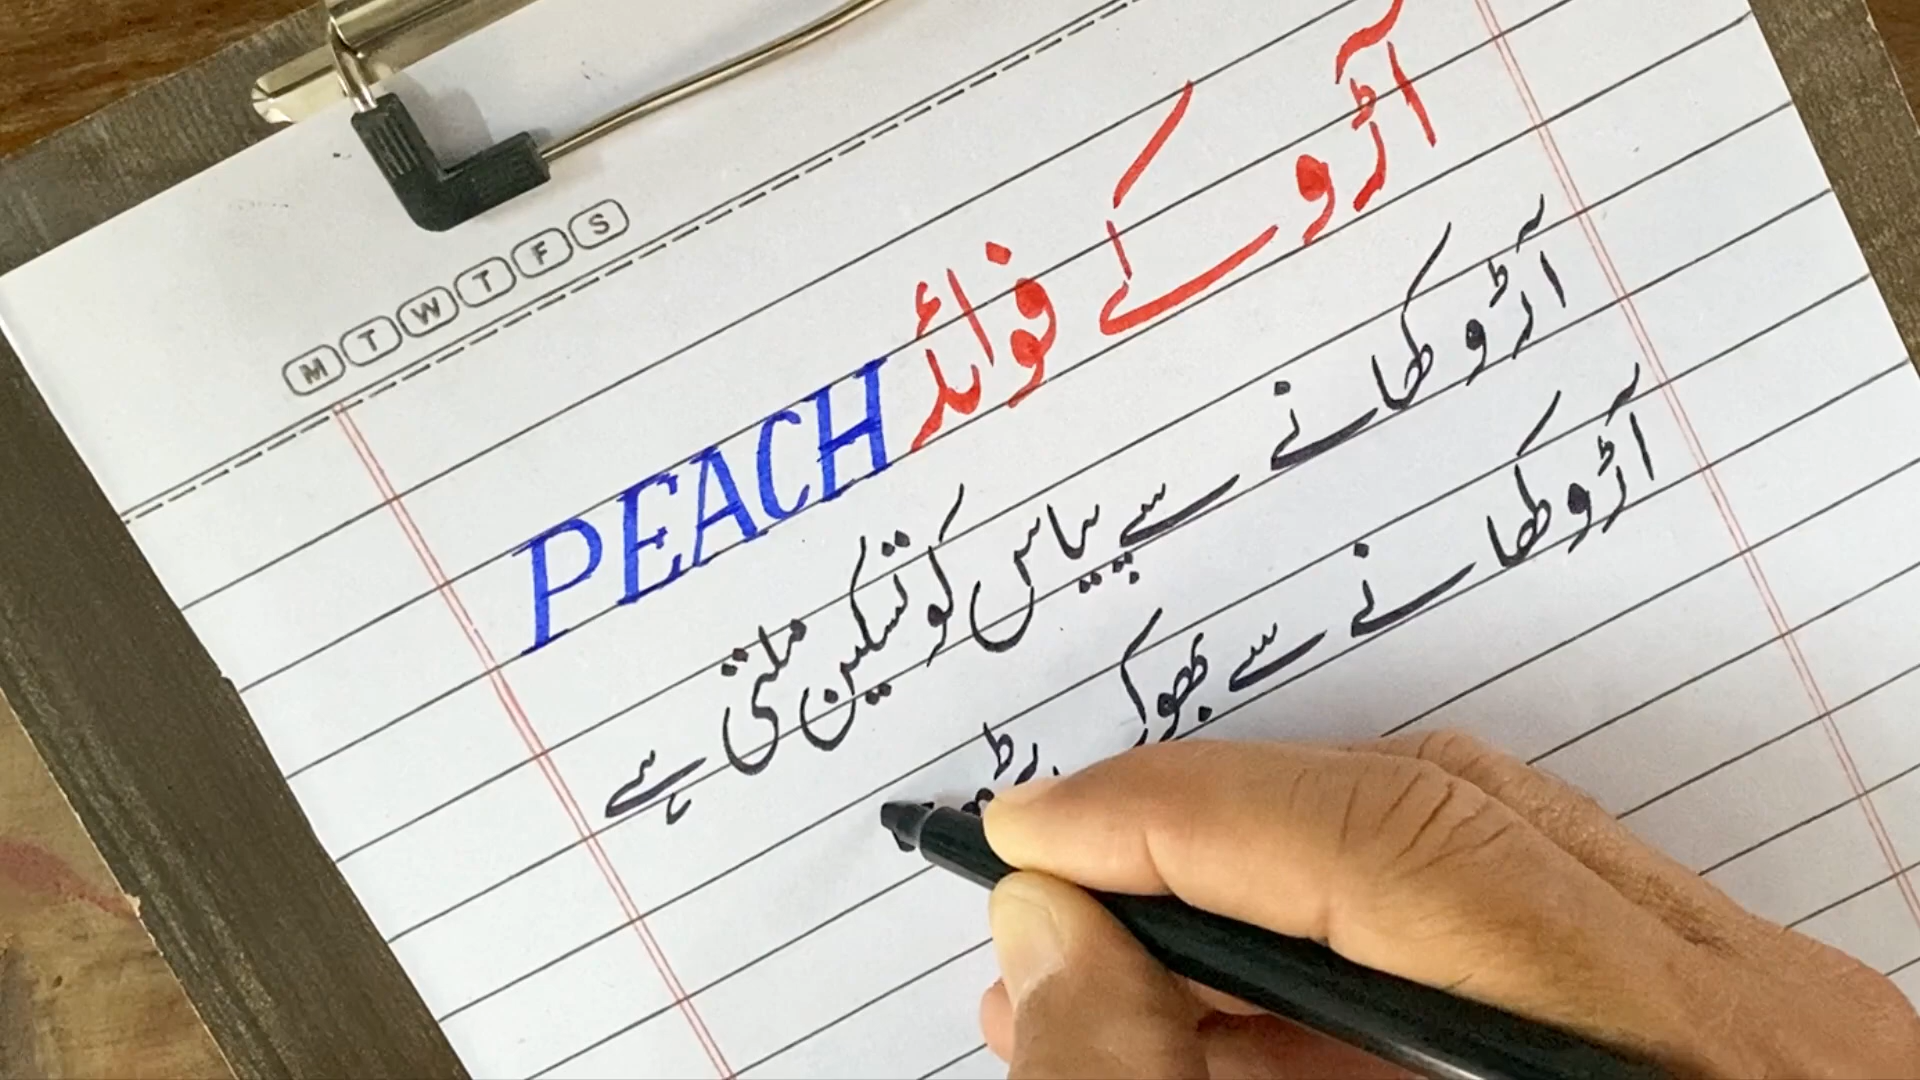 M T W T F S
آڑو کے فوائد PEACH
آڑو کھانے سے پیاس کو تسکین ملتی ہے
آڑو کھانے سے بھوک